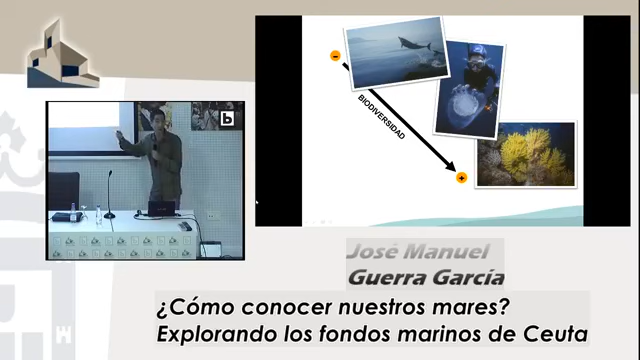 b
-
BIODIVERSIDAD
+
José Manuel
Guerra García
¿Cómo conocer nuestros mares?
Explorando los fondos marinos de Ceuta